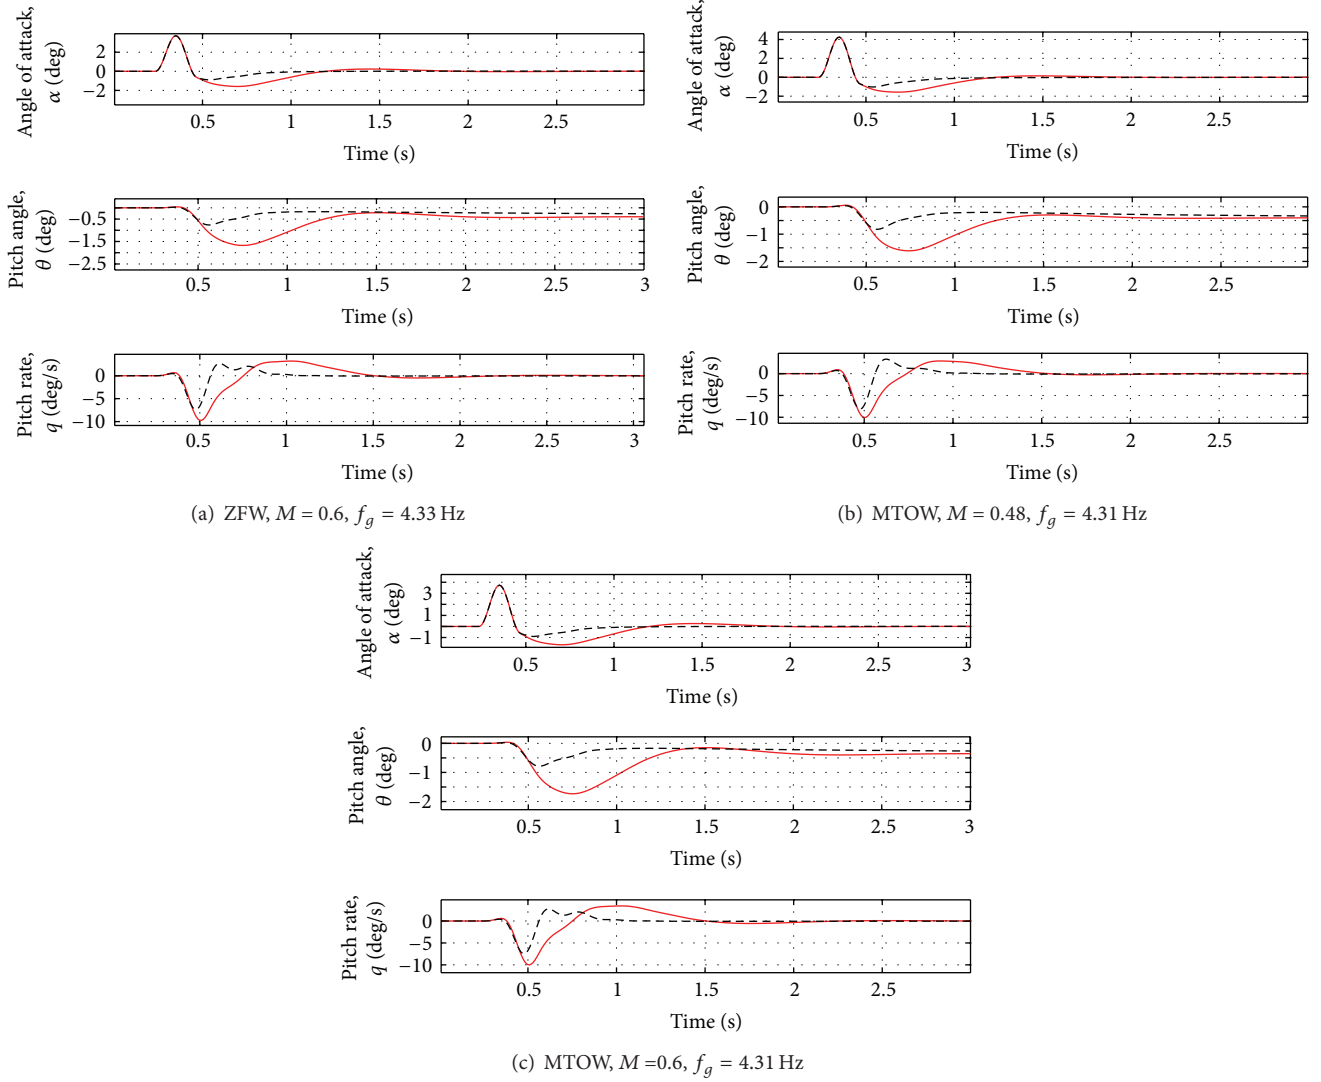 Angle of attack,
α (deg)
2
0
−2
0.5 1 1.5 2 2.5
Time (s)
Pitch angle,
θ (deg)
−0.5
−1.5
−2.5
0.5 1 1.5 2 2.5 3
Time (s)
Pitch rate,
q (deg/s)
0
−5
−10
0.5 1 1.5 2 2.5 3
Time (s)
(a) ZFW, M = 0.6, f_g = 4.33 Hz
Angle of attack,
α (deg)
4
2
0
−2
0.5 1 1.5 2 2.5
Time (s)
Pitch angle,
θ (deg)
0
−1
−2
0.5 1 1.5 2 2.5
Time (s)
Pitch rate,
q (deg/s)
0
−5
−10
0.5 1 1.5 2 2.5
Time (s)
(b) MTOW, M = 0.48, f_g = 4.31 Hz
Angle of attack,
α (deg)
3
1
−1
0.5 1 1.5 2 2.5 3
Time (s)
Pitch angle,
θ (deg)
0
−1
−2
0.5 1 1.5 2 2.5 3
Time (s)
Pitch rate,
q (deg/s)
0
−5
−10
0.5 1 1.5 2 2.5
Time (s)
(c) MTOW, M =0.6, f_g = 4.31 Hz